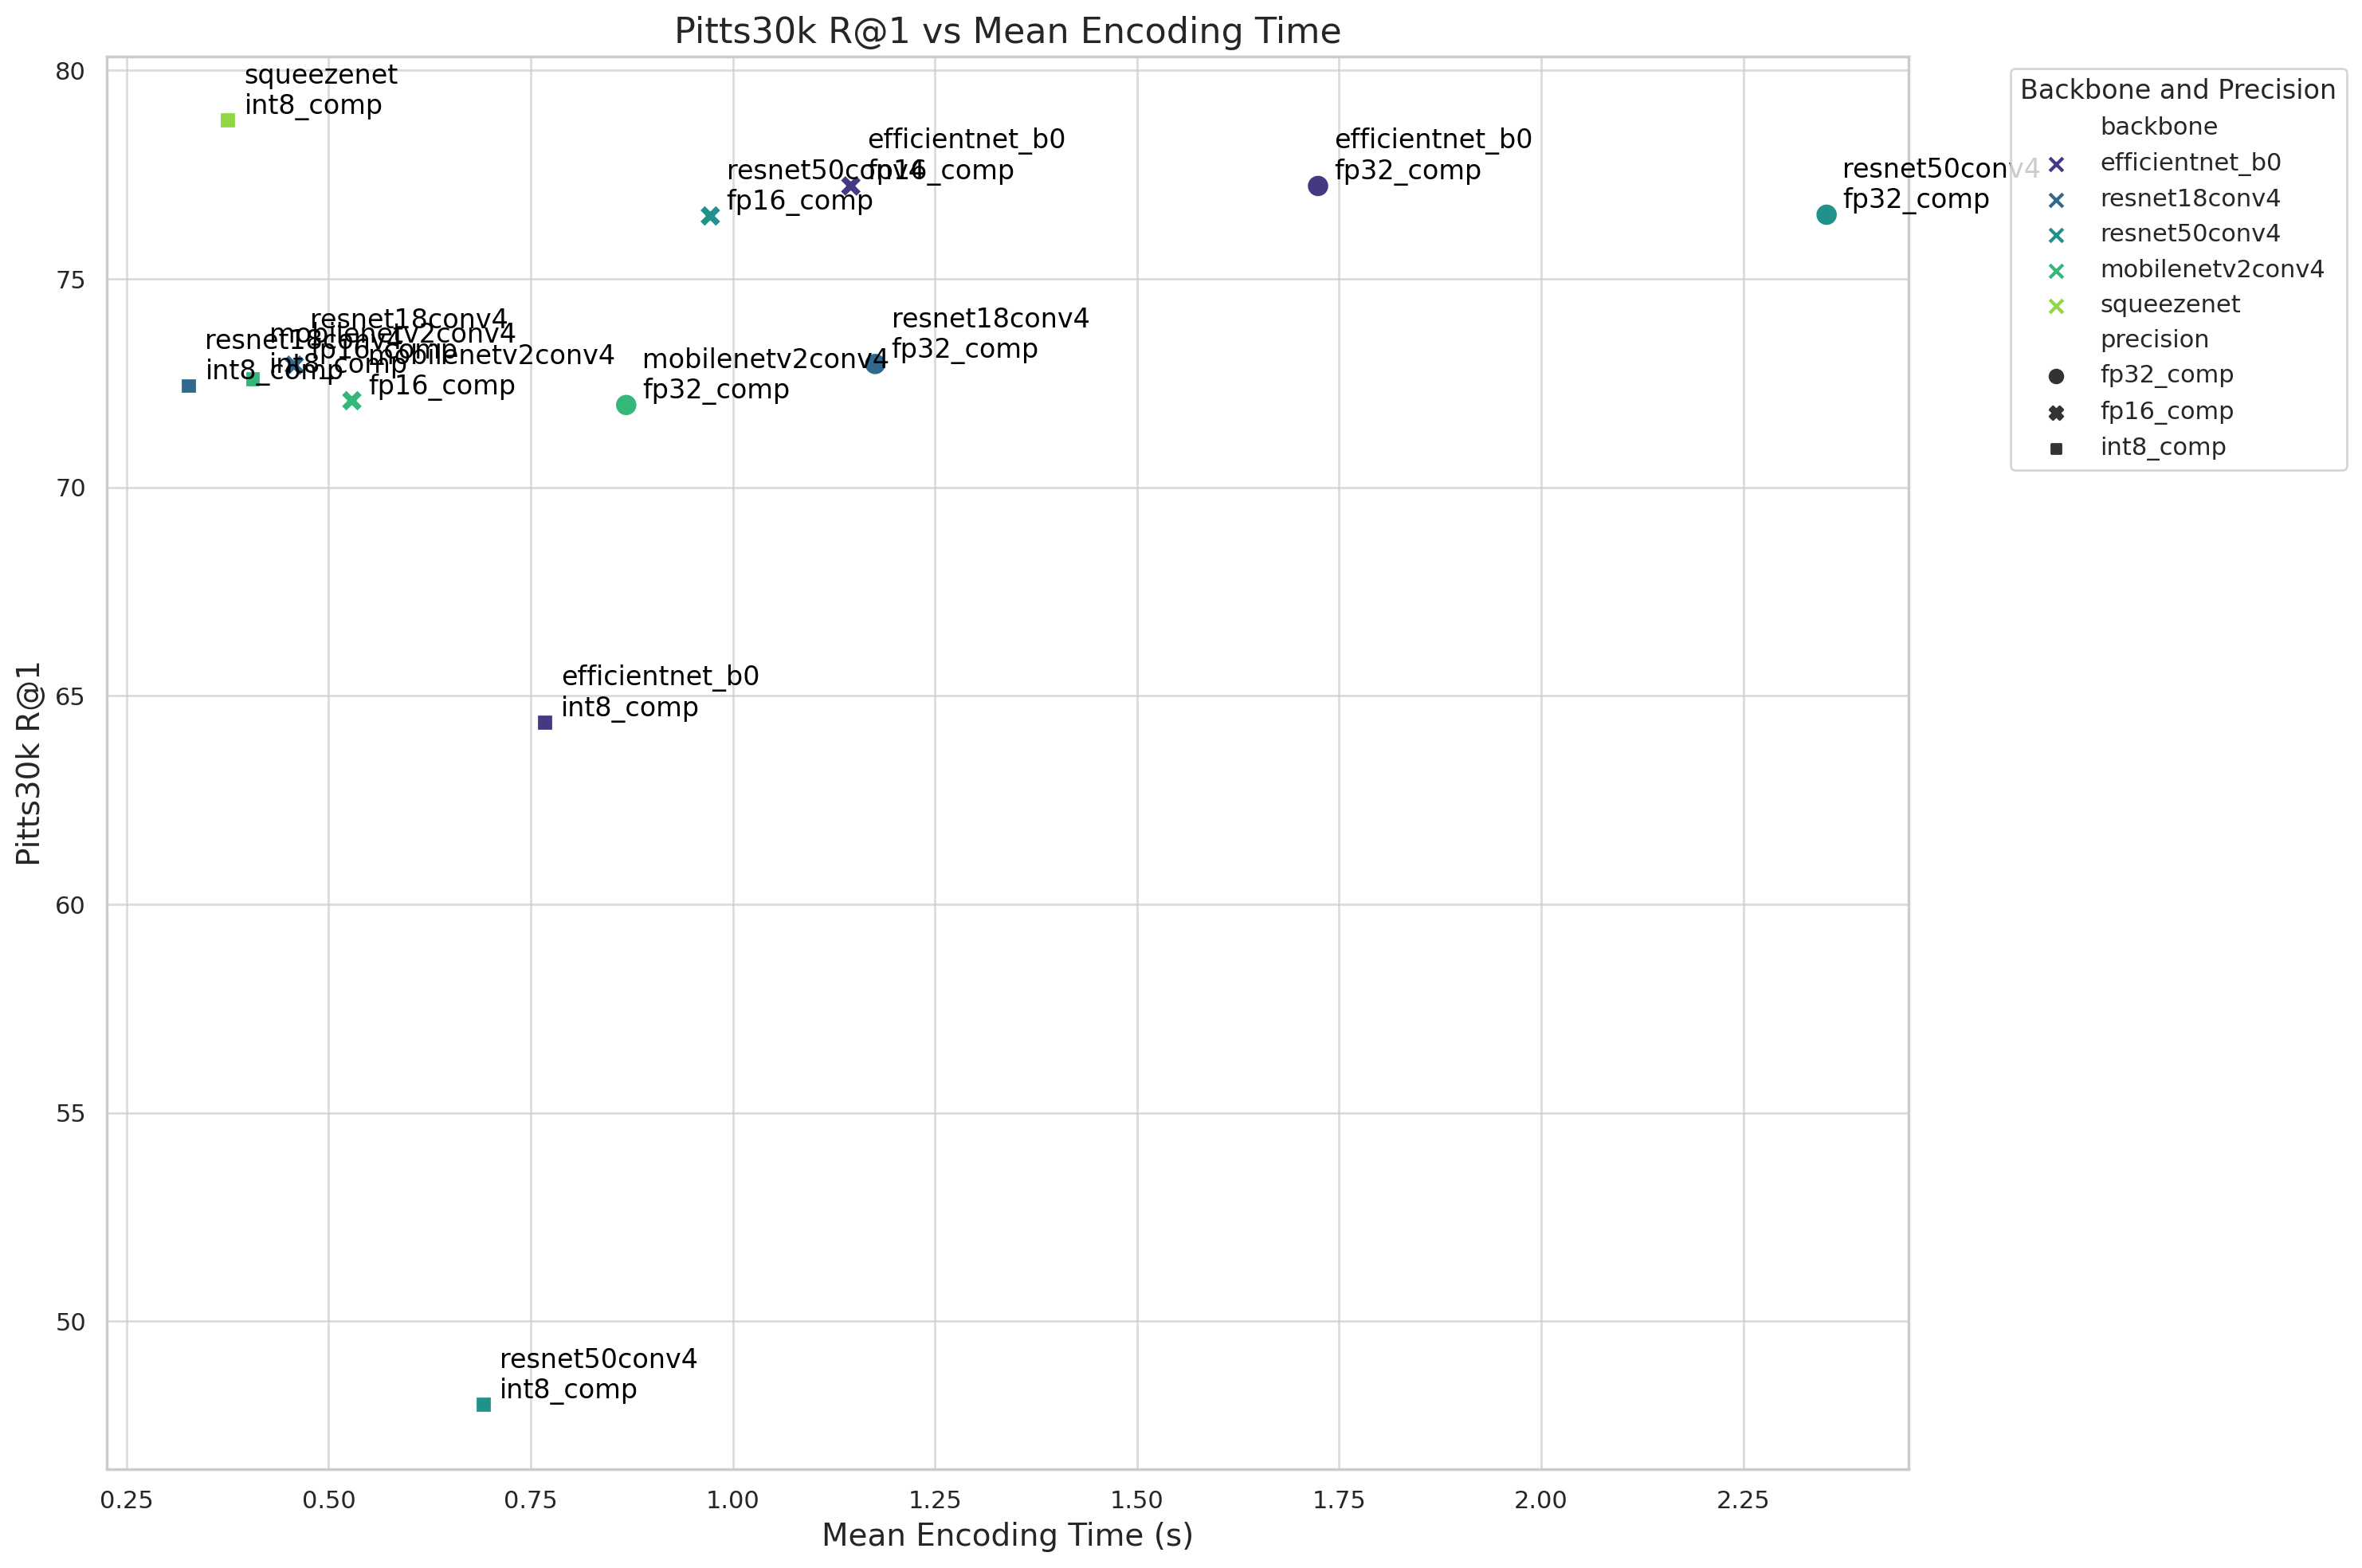 Pitts30k R@1 vs Mean Encoding Time
Pitts30k R@1
80
75
70
65
60
55
50
squeezenet
int8_comp
efficientnet_b0
fp16_comp
resnet50conv4
fp16_comp
efficientnet_b0
fp32_comp
resnet50conv4
fp32_comp
resnet18conv4
fp16_comp
mobilenetv2conv4
int8_comp
resnet18conv4
int8_comp
mobilenetv2conv4
fp16_comp
mobilenetv2conv4
fp32_comp
resnet18conv4
fp32_comp
efficientnet_b0
int8_comp
resnet50conv4
int8_comp
0.25 0.50 0.75 1.00 1.25 1.50 1.75 2.00 2.25
Mean Encoding Time (s)
Backbone and Precision
backbone
efficientnet_b0
resnet18conv4
resnet50conv4
mobilenetv2conv4
squeezenet
precision
fp32_comp
fp16_comp
int8_comp